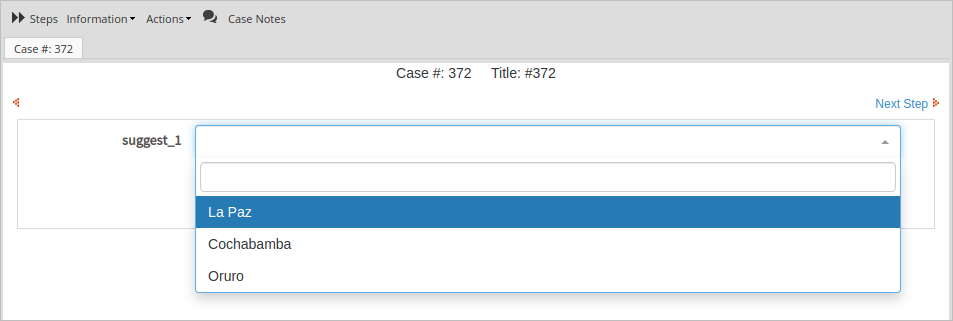 Steps Information Actions Case Notes
Case #: 372
Case #: 372 Title: #372
Next Step
suggest_1
La Paz
Cochabamba
Oruro